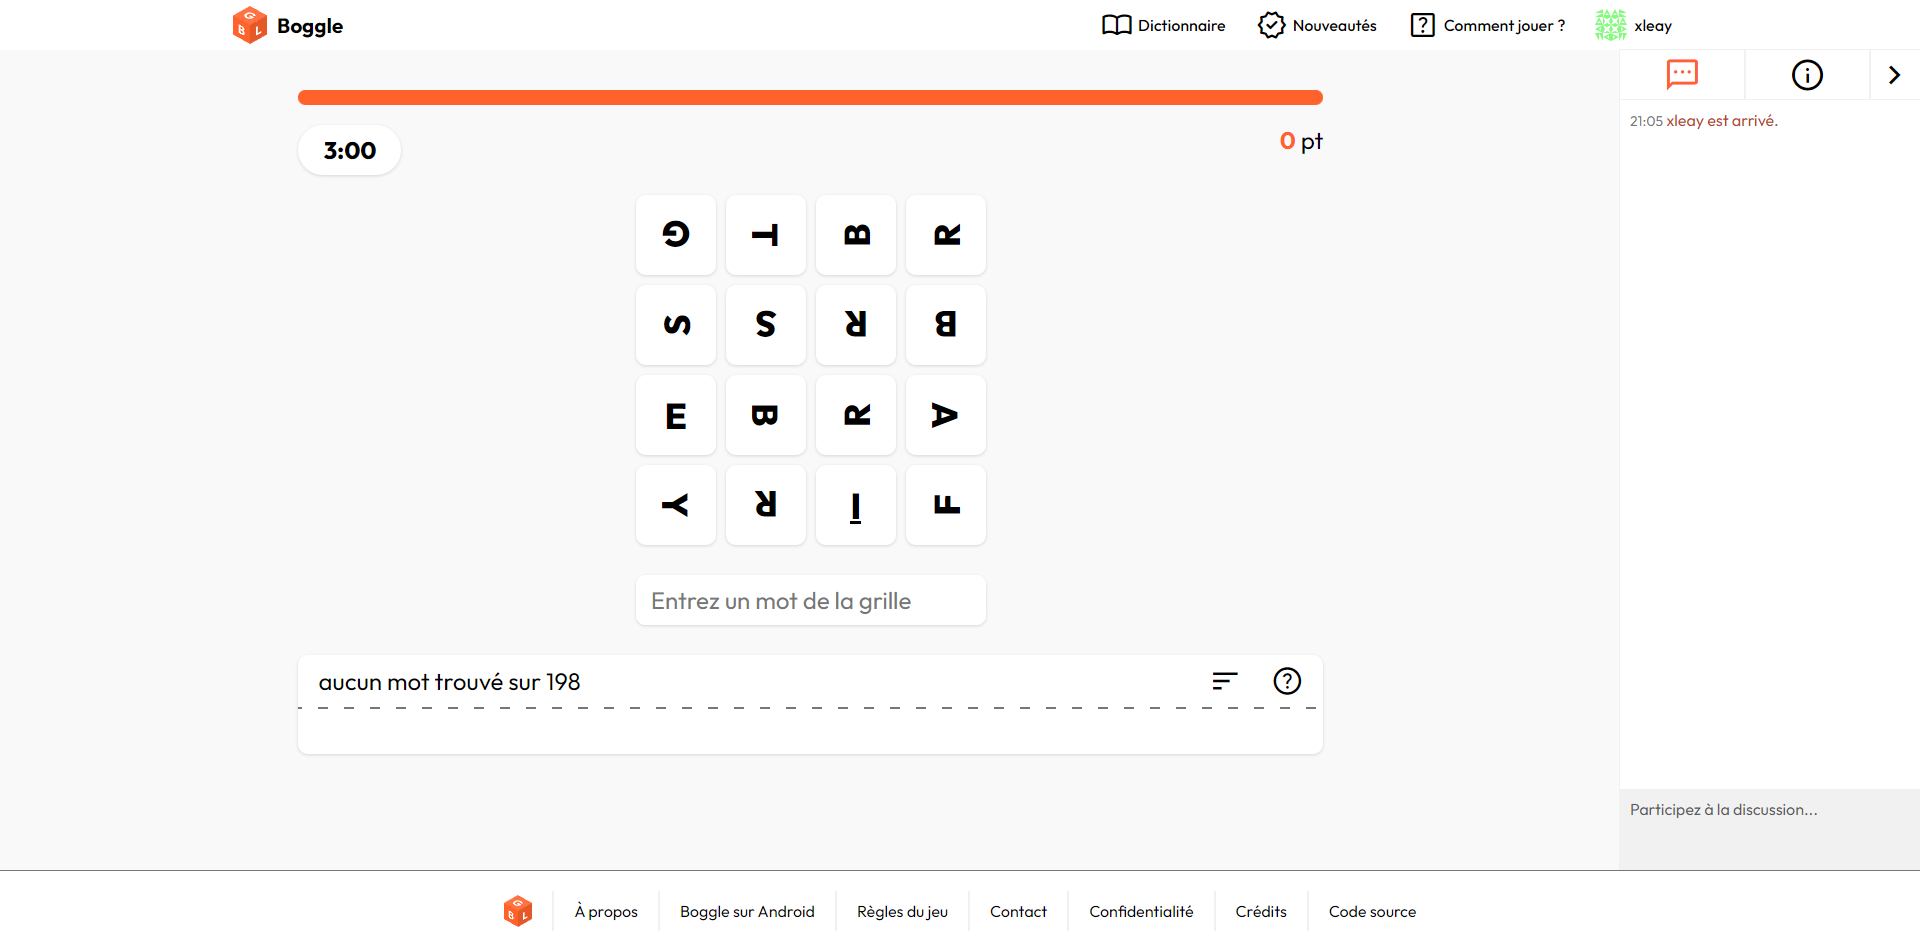 Boggle
Dictionnaire
Nouveautés
Comment jouer ?
xleay
21:05 xleay est arrivé.
3:00
0 pt
G T B R
S S R B
E B R A
Y R I F
Entrez un mot de la grille
aucun mot trouvé sur 198
Participez à la discussion...
À propos
Boggle sur Android
Règles du jeu
Contact
Confidentialité
Crédits
Code source